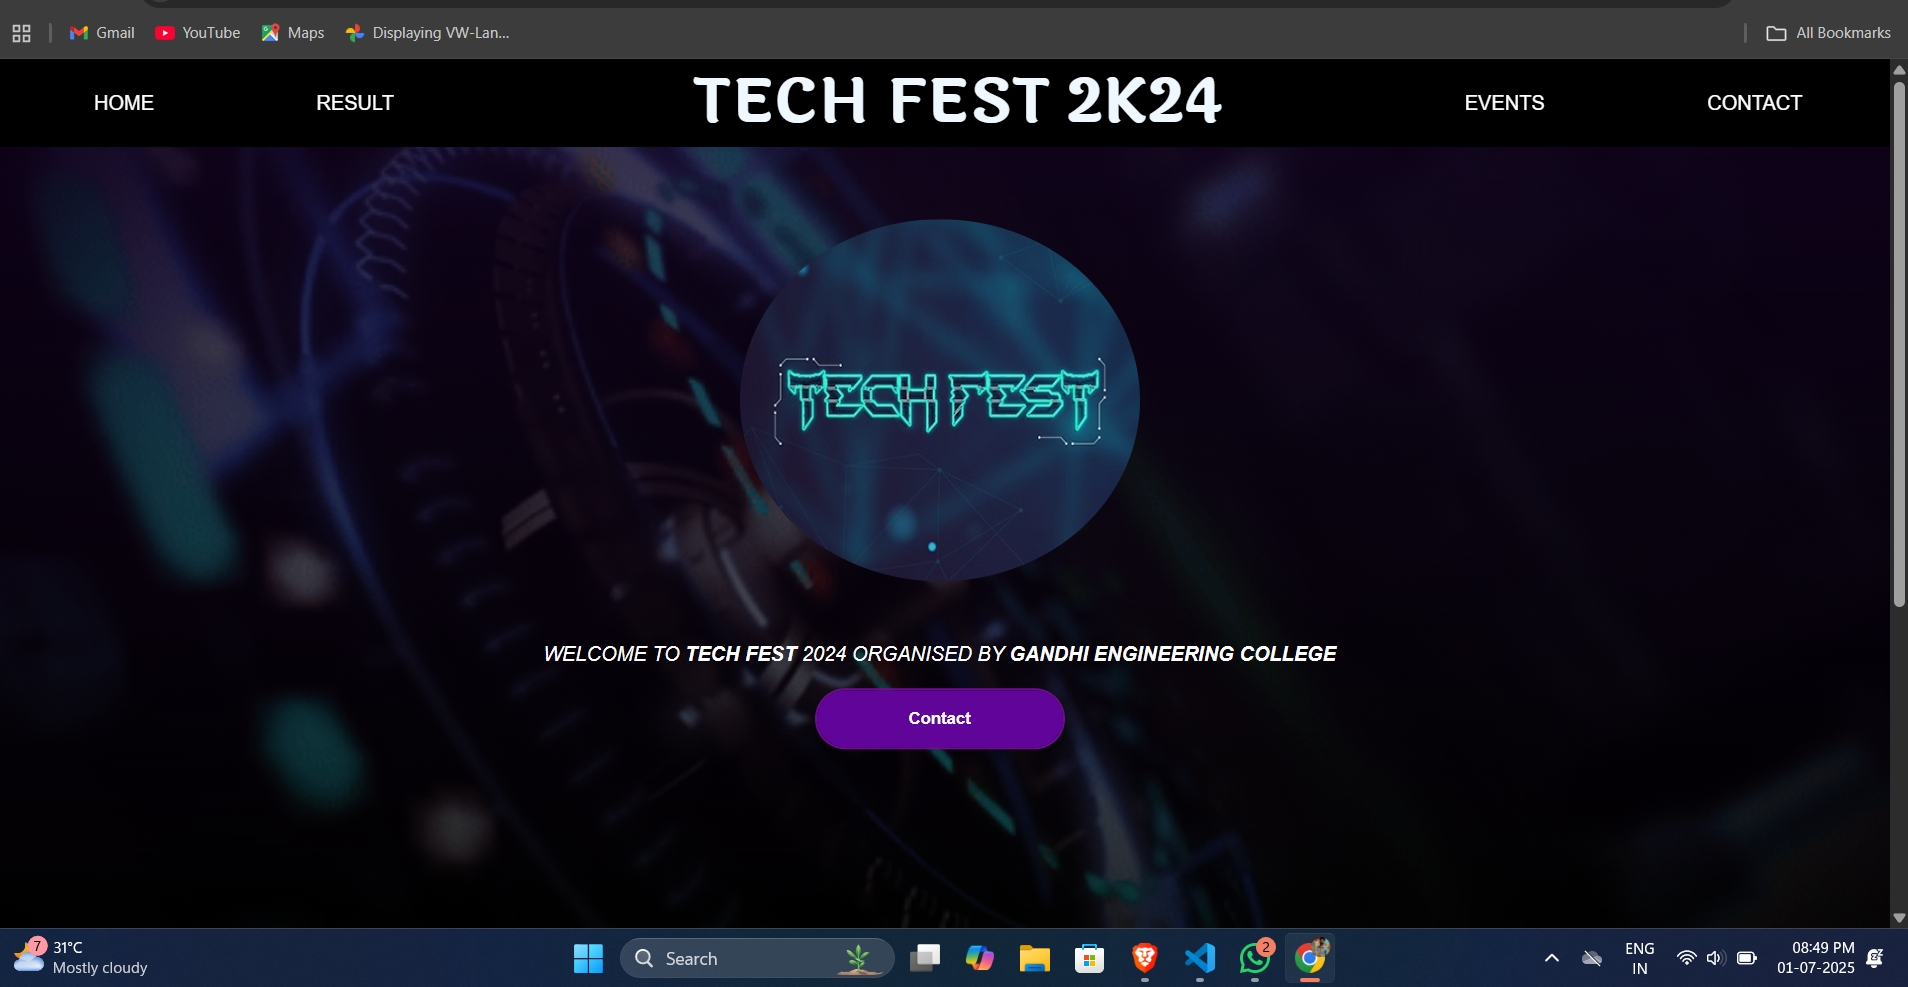 Gmail YouTube Maps Displaying VW-Lan... All Bookmarks
HOME RESULT TECH FEST 2K24 EVENTS CONTACT
TECH FEST
WELCOME TO TECH FEST 2024 ORGANISED BY GANDHI ENGINEERING COLLEGE
Contact
7 31°C
Mostly cloudy
Search
2
ENG
IN
08:49 PM
01-07-2025